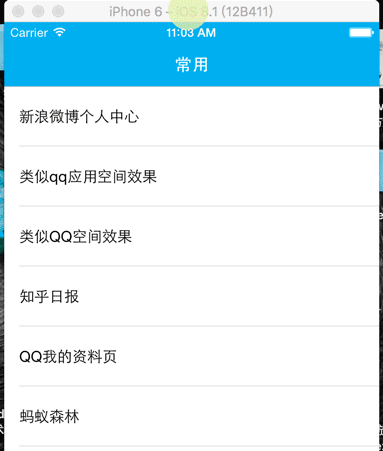 iPhone 6 - iOS 8.1 (12B411)
Carrier 11:03 AM
常用
新浪微博个人中心
类似qq应用空间效果
类似QQ空间效果
知乎日报
QQ我的资料页
蚂蚁森林